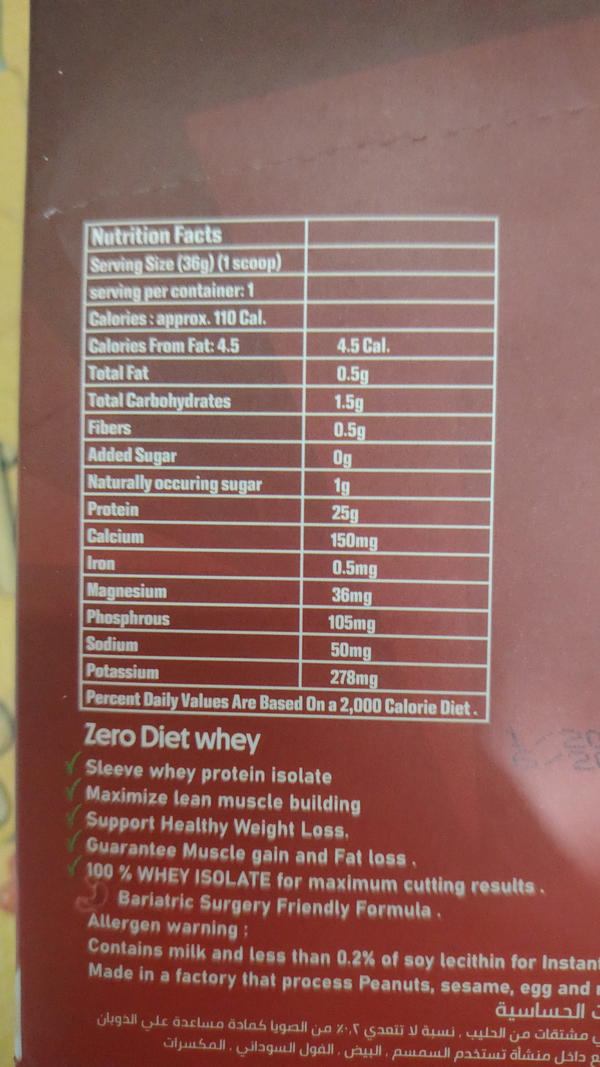 Nutrition Facts
Serving Size (36g) (1 scoop)
serving per container: 1
Calories : approx. 110 Cal.
Calories From Fat: 4.5 4.5 Cal.
Total Fat 0.5g
Total Carbohydrates 1.5g
Fibers 0.5g
Added Sugar 0g
Naturally occuring sugar 1g
Protein 25g
Calcium 150mg
Iron 0.5mg
Magnesium 36mg
Phosphrous 105mg
Sodium 50mg
Potassium 278mg
Percent Daily Values Are Based On a 2,000 Calorie Diet .
Zero Diet whey
Sleeve whey protein isolate
Maximize lean muscle building
Support Healthy Weight Loss.
Guarantee Muscle gain and Fat loss .
100 % WHEY ISOLATE for maximum cutting results .
Bariatric Surgery Friendly Formula .
Allergen warning :
Contains milk and less than 0.2% of soy lecithin for
Made in a factory that process Peanuts, sesame, egg and
الحساسية
مشتقات من الحليب , نسبة لا تتعدي ٠,٢٪ من الصويا كمادة مساعدة علي الذوبان
داخل منشأة تستخدم السمسم , البيض , الفول السوداني , المكسرات